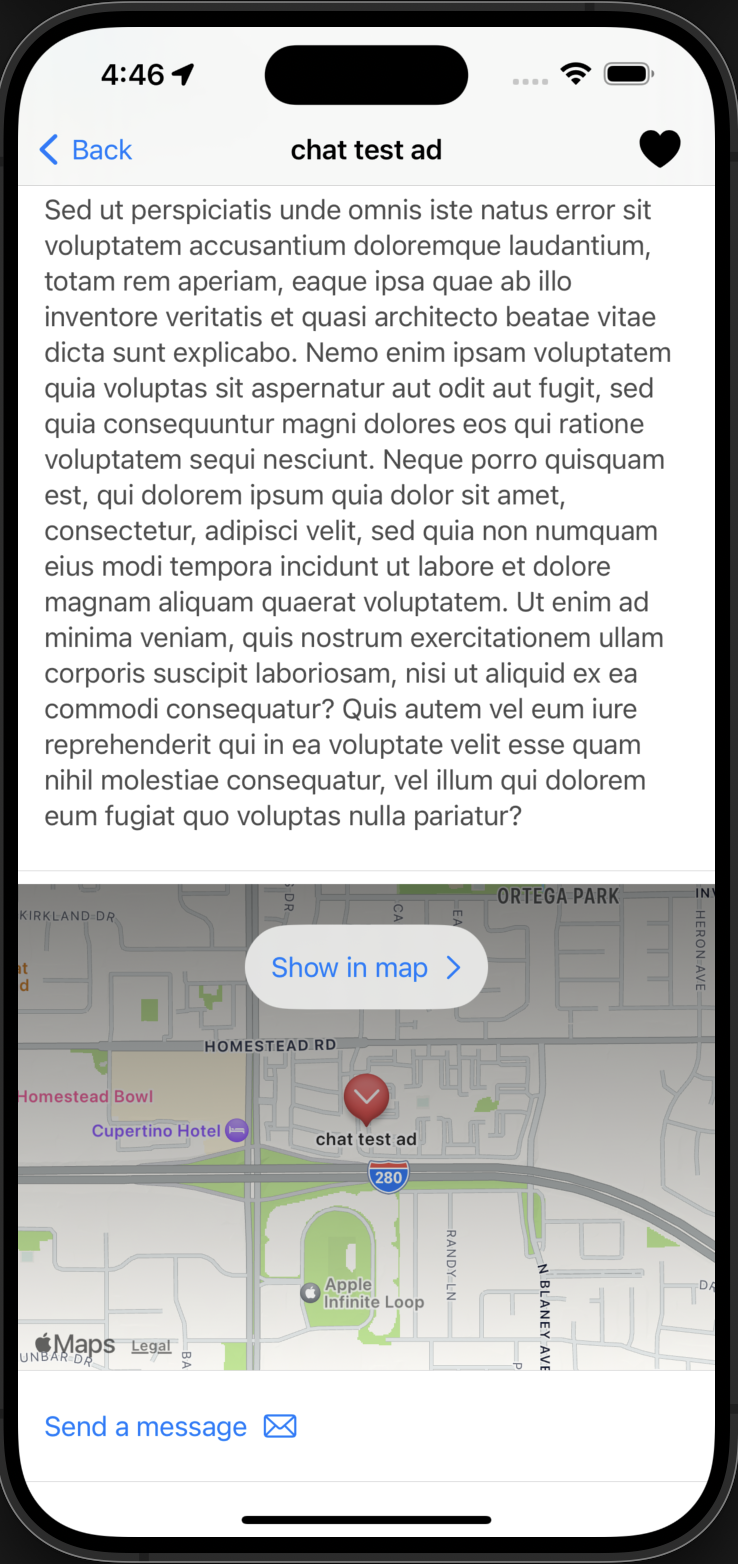 4:46
Back
chat test ad
Sed ut perspiciatis unde omnis iste natus error sit
voluptatem accusantium doloremque laudantium,
totam rem aperiam, eaque ipsa quae ab illo
inventore veritatis et quasi architecto beatae vitae
dicta sunt explicabo. Nemo enim ipsam voluptatem
quia voluptas sit aspernatur aut odit aut fugit, sed
quia consequuntur magni dolores eos qui ratione
voluptatem sequi nesciunt. Neque porro quisquam
est, qui dolorem ipsum quia dolor sit amet,
consectetur, adipisci velit, sed quia non numquam
eius modi tempora incidunt ut labore et dolore
magnam aliquam quaerat voluptatem. Ut enim ad
minima veniam, quis nostrum exercitationem ullam
corporis suscipit laboriosam, nisi ut aliquid ex ea
commodi consequatur? Quis autem vel eum iure
reprehenderit qui in ea voluptate velit esse quam
nihil molestiae consequatur, vel illum qui dolorem
eum fugiat quo voluptas nulla pariatur?
ORTEGA PARK
KIRKLAND DR
DR
CA
EA
HERON AVE
Show in map
HOMESTEAD RD
Homestead Bowl
Cupertino Hotel
chat test ad
280
RANDY LN
N BLANEY AVE
Apple
Infinite Loop
Maps
Legal
UNBAR DR
BA
Send a message